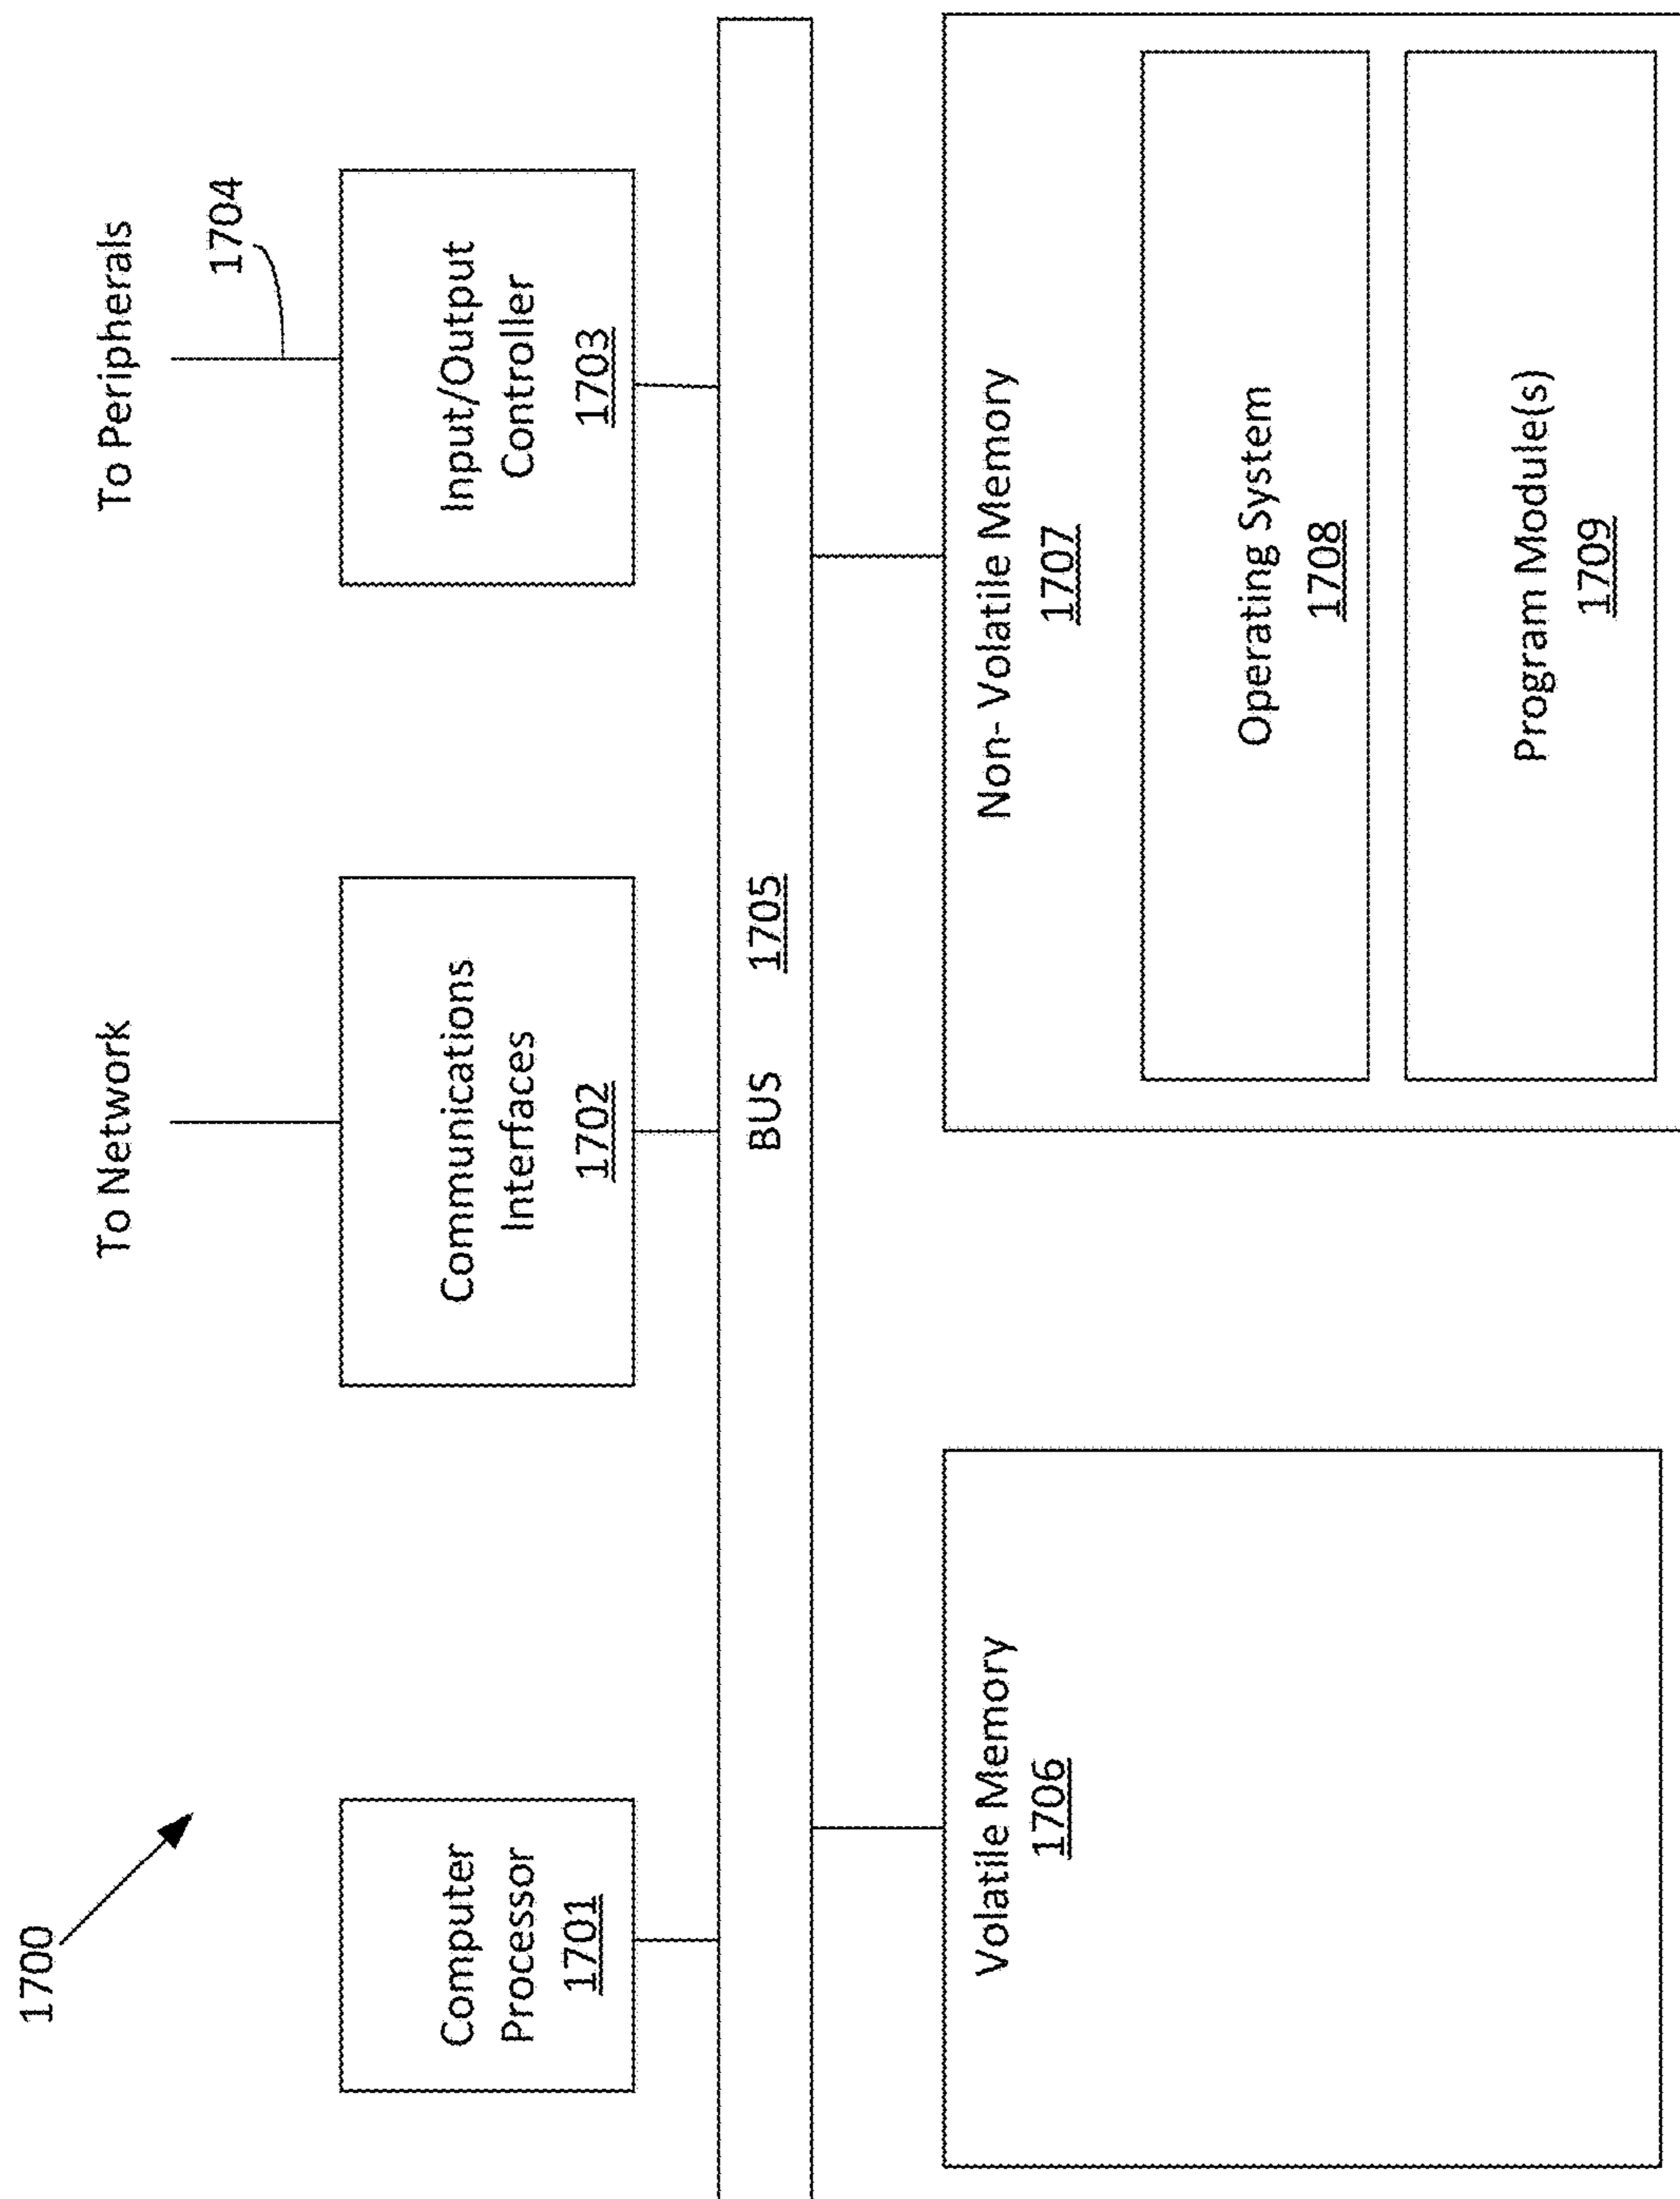 1700
To Network
To Peripherals
1704
Computer
Processor
1701
Communications
Interfaces
1702
Input/Output
Controller
1703
BUS 1705
Volatile Memory
1706
Non- Volatile Memory
1707
Operating System
1708
Program Module(s)
1709